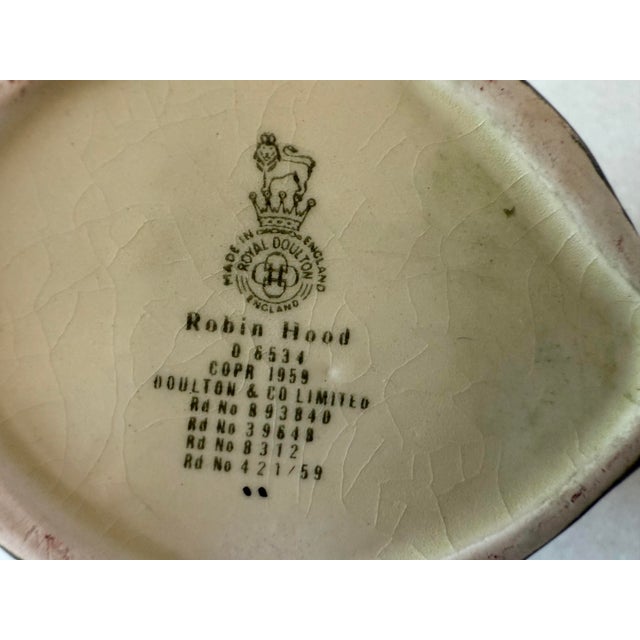 MADE IN ENGLAND
ROYAL DOULTON
ENGLAND
Robin Hood
D 6534
COPR 1959
DOULTON & CO LIMITED
Rd No 893840
Rd No 39648
Rd No 8312
Rd No 421/59